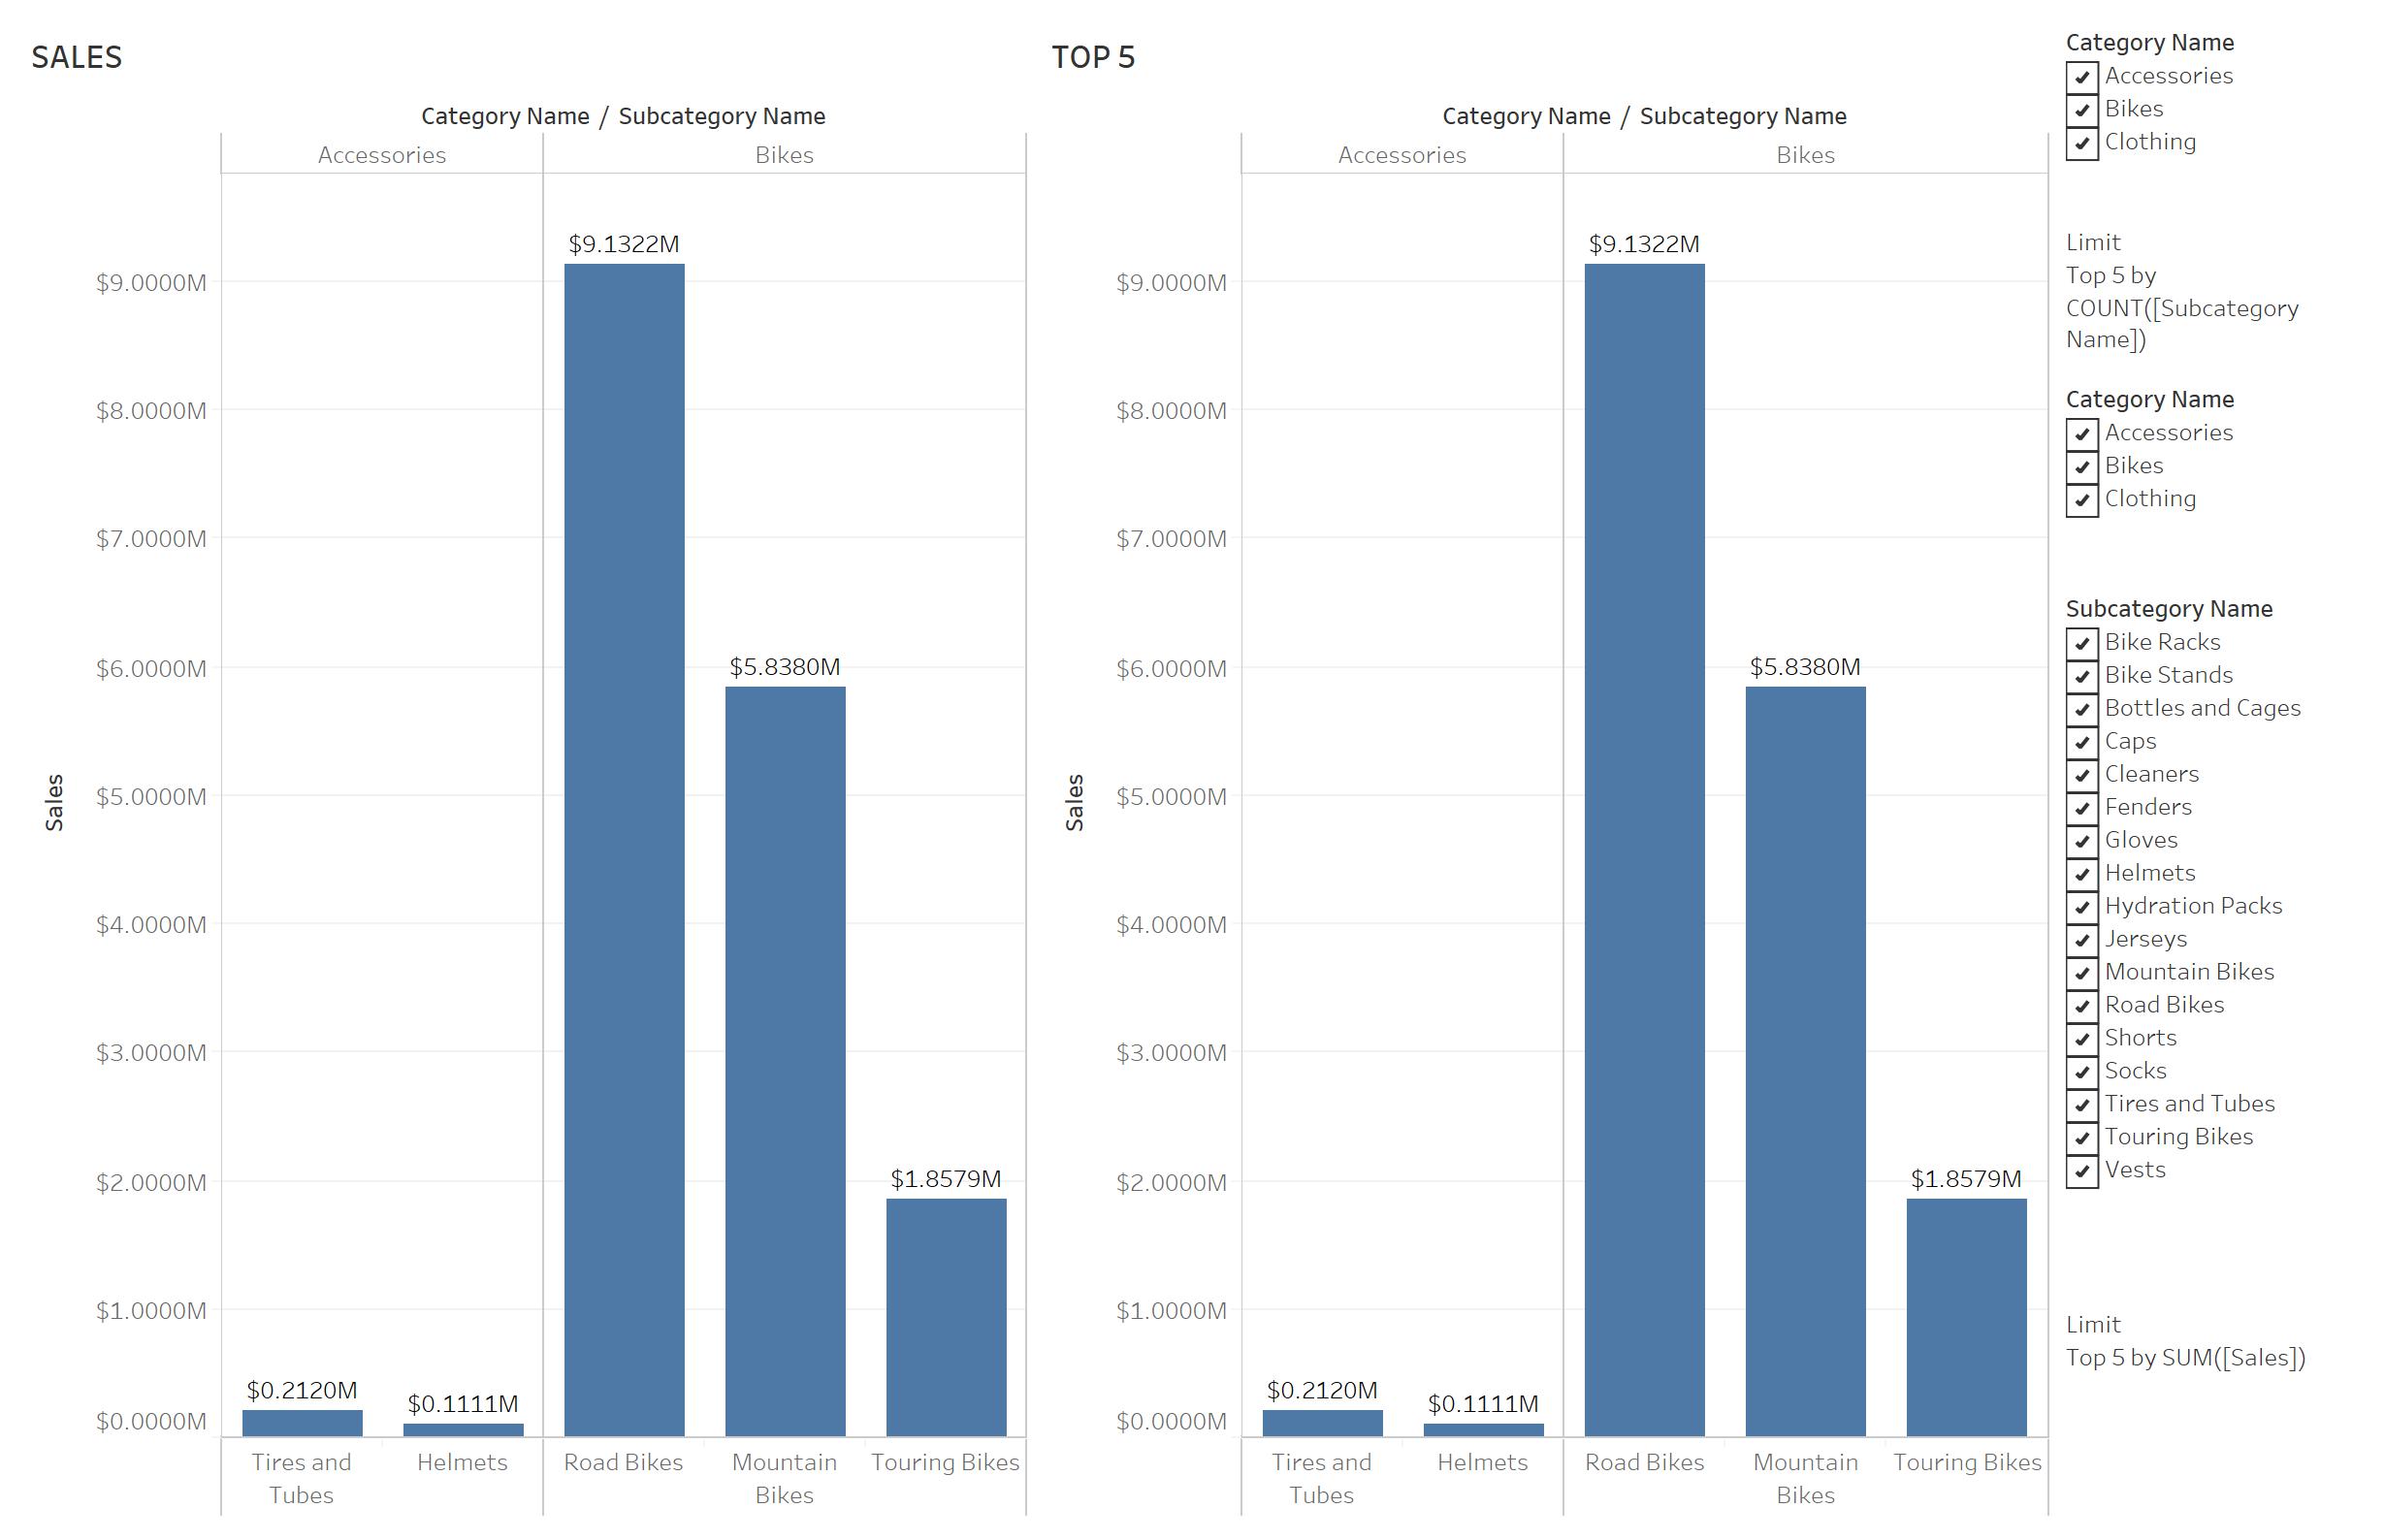 SALES
Category Name / Subcategory Name
Accessories
Bikes
Sales
$9.0000M
$8.0000M
$7.0000M
$6.0000M
$5.0000M
$4.0000M
$3.0000M
$2.0000M
$1.0000M
$0.0000M
$0.2120M
$0.1111M
$9.1322M
$5.8380M
$1.8579M
Tires and
Tubes
Helmets
Road Bikes
Mountain
Bikes
Touring Bikes
TOP 5
Category Name / Subcategory Name
Accessories
Bikes
Sales
$9.0000M
$8.0000M
$7.0000M
$6.0000M
$5.0000M
$4.0000M
$3.0000M
$2.0000M
$1.0000M
$0.0000M
$0.2120M
$0.1111M
$9.1322M
$5.8380M
$1.8579M
Tires and
Tubes
Helmets
Road Bikes
Mountain
Bikes
Touring Bikes
Category Name
Accessories
Bikes
Clothing
Limit
Top 5 by
COUNT([Subcategory
Name])
Category Name
Accessories
Bikes
Clothing
Subcategory Name
Bike Racks
Bike Stands
Bottles and Cages
Caps
Cleaners
Fenders
Gloves
Helmets
Hydration Packs
Jerseys
Mountain Bikes
Road Bikes
Shorts
Socks
Tires and Tubes
Touring Bikes
Vests
Limit
Top 5 by SUM([Sales])